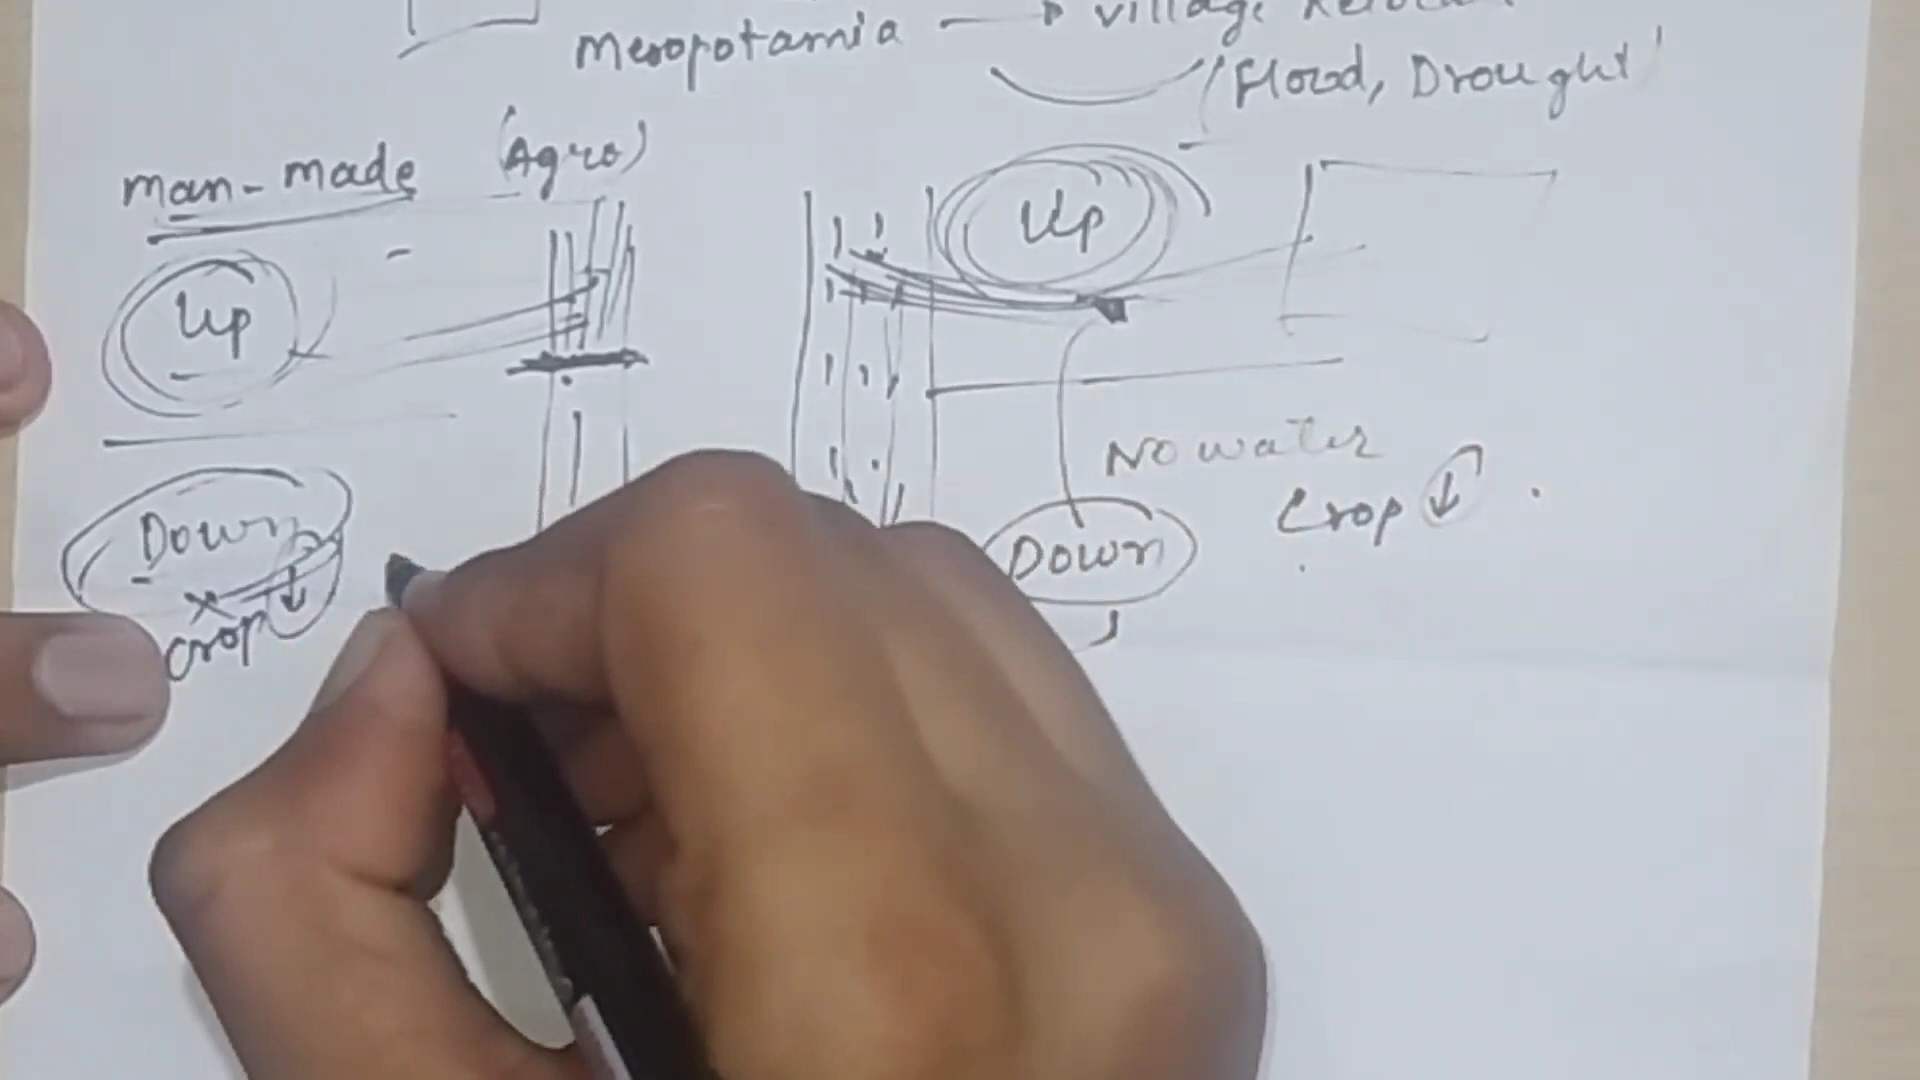 Mesopotamia → village
(Flood, Drought)
man-made (Agro)
Up
Up
No water
Crop ↓
Down
x
crop ↓
Down